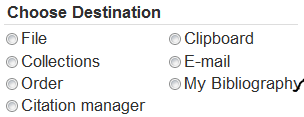 Choose Destination
File Clipboard
Collections E-mail
Order My Bibliography
Citation manager